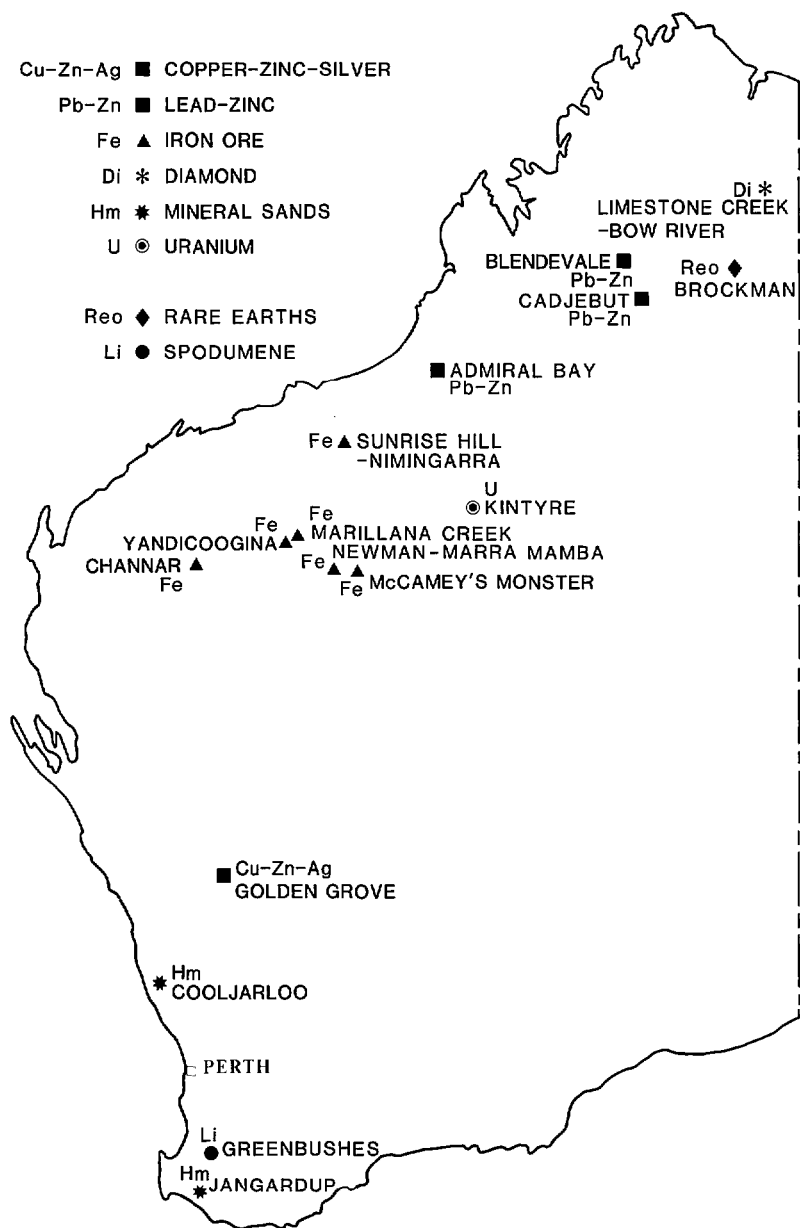 Cu-Zn-Ag ■ COPPER-ZINC-SILVER
Pb-Zn ■ LEAD-ZINC
Fe ▲ IRON ORE
Di ✳ DIAMOND
Hm ✷ MINERAL SANDS
U ◉ URANIUM
Reo ◆ RARE EARTHS
Li ● SPODUMENE
Di
LIMESTONE CREEK
-BOW RIVER
BLENDEVALE
Pb-Zn
Reo
BROCKMAN
CADJEBUT
Pb-Zn
ADMIRAL BAY
Pb-Zn
Fe SUNRISE HILL
-NIMINGARRA
U
KINTYRE
Fe
MARILLANA CREEK
Fe
YANDICOOGINA
CHANNAR
Fe
NEWMAN-MARRA MAMBA
Fe
Fe McCAMEY'S MONSTER
Cu-Zn-Ag
GOLDEN GROVE
Hm
COOLJARLOO
PERTH
Li
GREENBUSHES
Hm
JANGARDUP